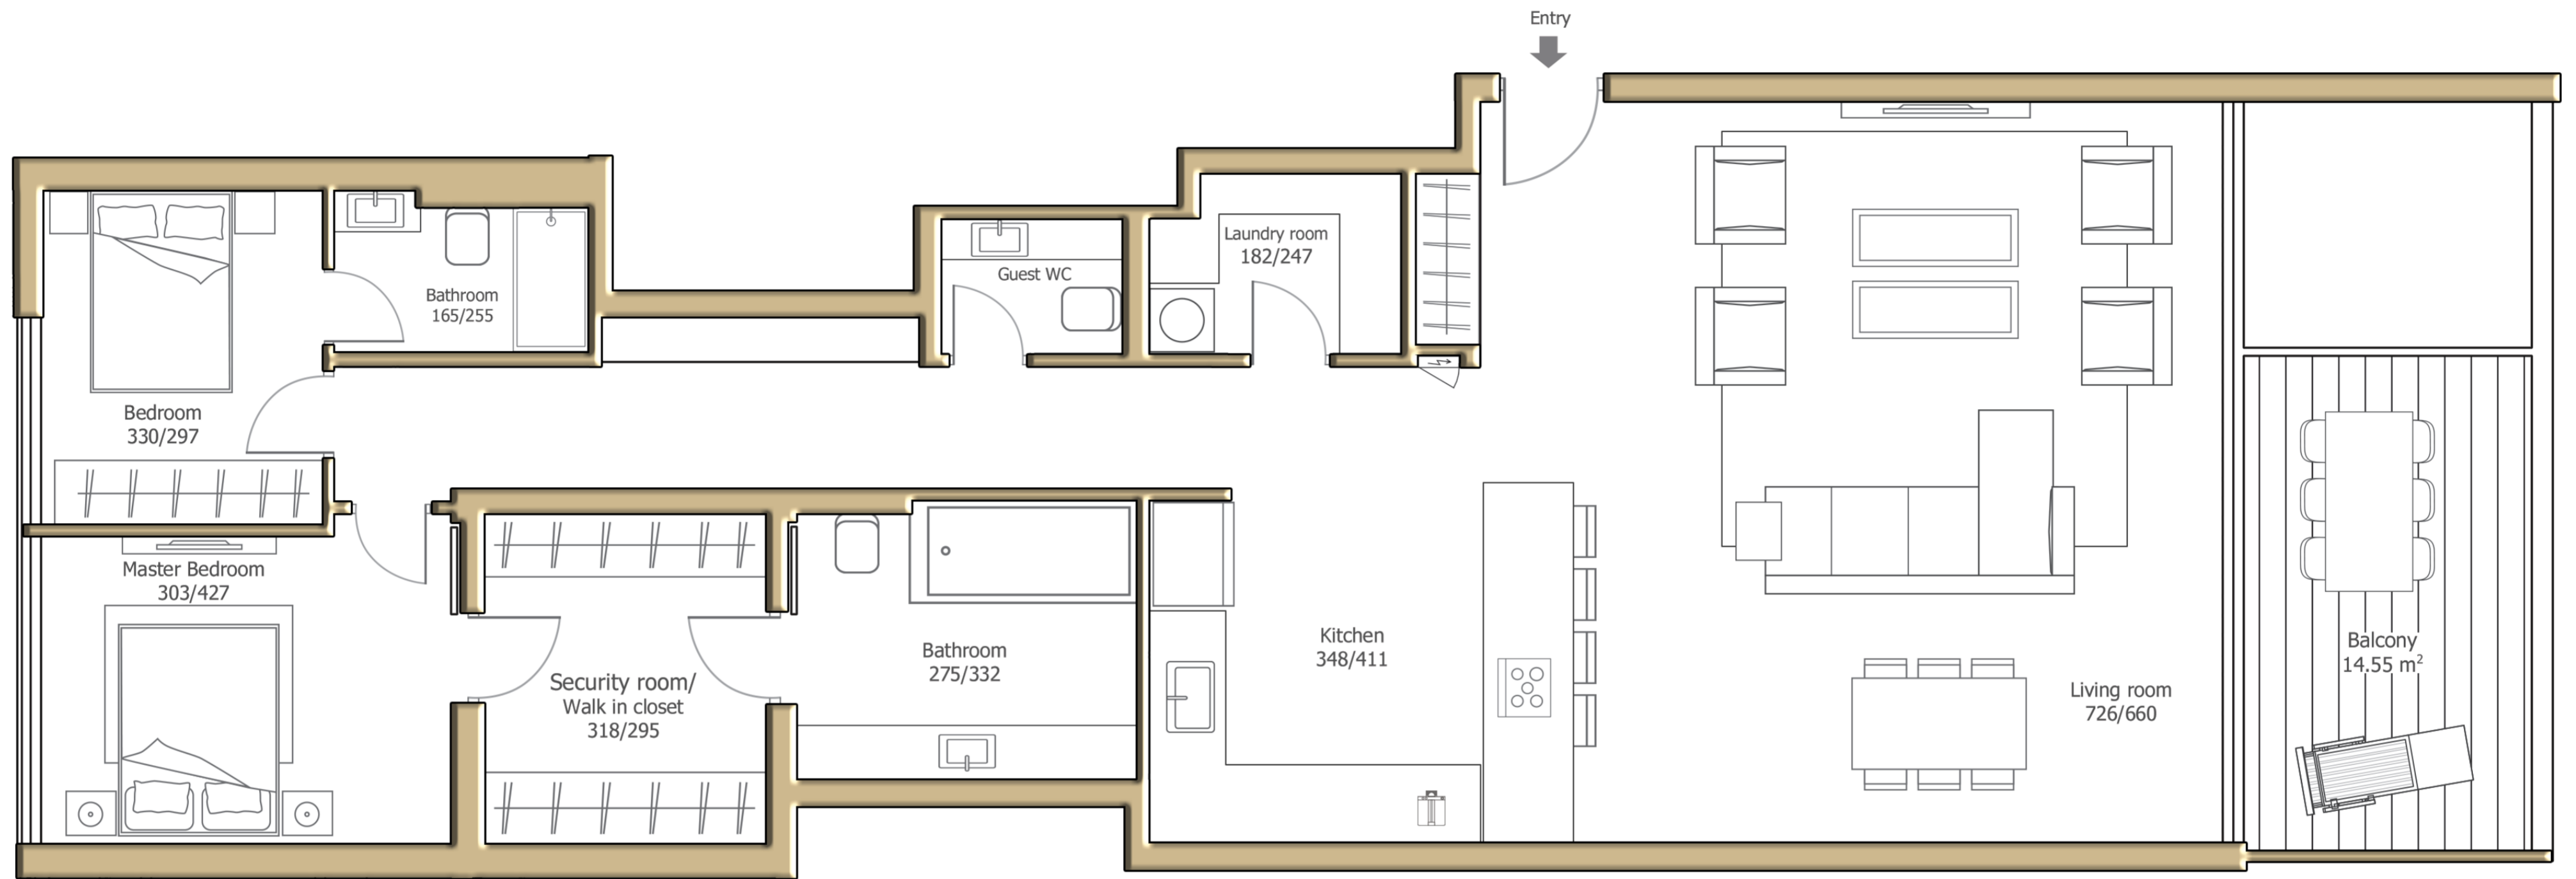 Entry
Laundry room
182/247
Guest WC
Bathroom
165/255
Bedroom
330/297
Master Bedroom
303/427
Security room/
Walk in closet
318/295
Bathroom
275/332
Kitchen
348/411
Living room
726/660
Balcony
14.55 m²